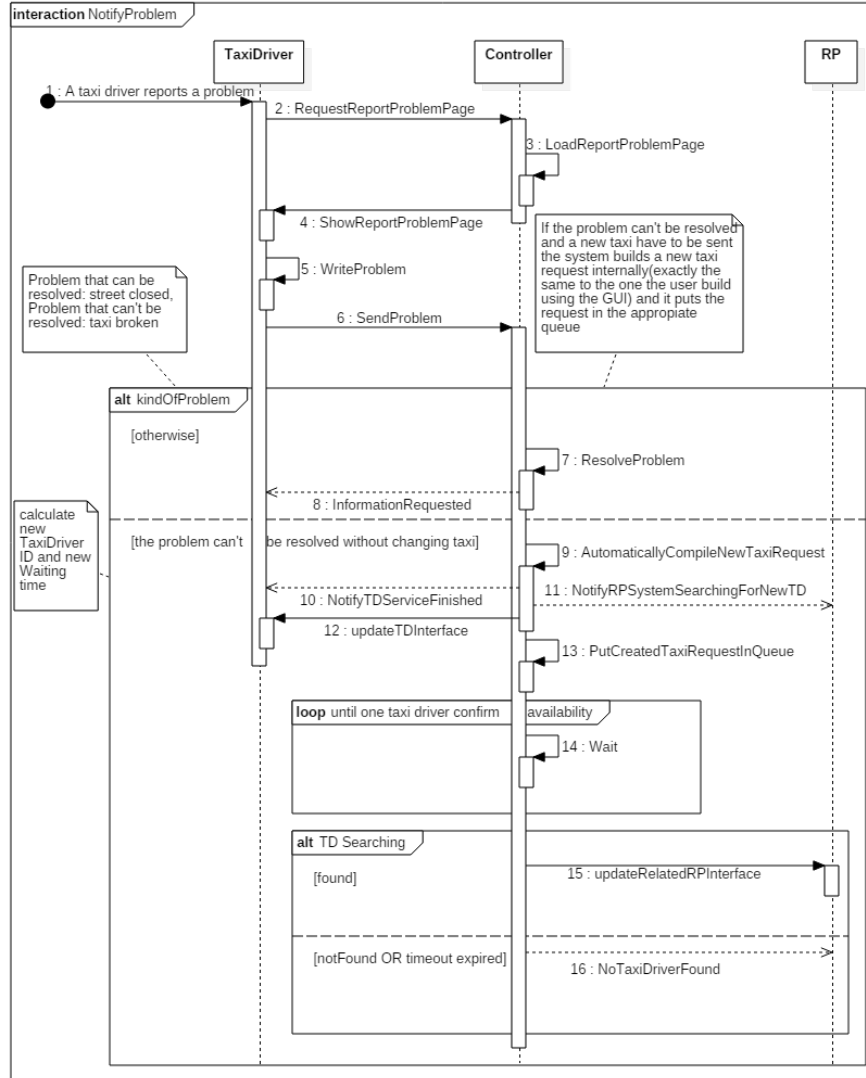 interaction NotifyProblem
TaxiDriver
Controller
RP
1 : A taxi driver reports a problem
2 : RequestReportProblemPage
3 : LoadReportProblemPage
4 : ShowReportProblemPage
If the problem can't be resolved
and a new taxi have to be sent
the system builds a new taxi
request internally(exactly the
same to the one the user build
using the GUI) and it puts the
request in the appropiate
queue
5 : WriteProblem
Problem that can be
resolved: street closed,
Problem that can't be
resolved: taxi broken
6 : SendProblem
alt kindOfProblem
[otherwise]
7 : ResolveProblem
8 : InformationRequested
calculate
new
TaxiDriver
ID and new
Waiting
time
[the problem can't be resolved without changing taxi]
9 : AutomaticallyCompileNewTaxiRequest
10 : NotifyTDServiceFinished
11 : NotifyRPSystemSearchingForNewTD
12 : updateTDInterface
13 : PutCreatedTaxiRequestInQueue
loop until one taxi driver confirm availability
14 : Wait
alt TD Searching
[found]
15 : updateRelatedRPInterface
[notFound OR timeout expired]
16 : NoTaxiDriverFound